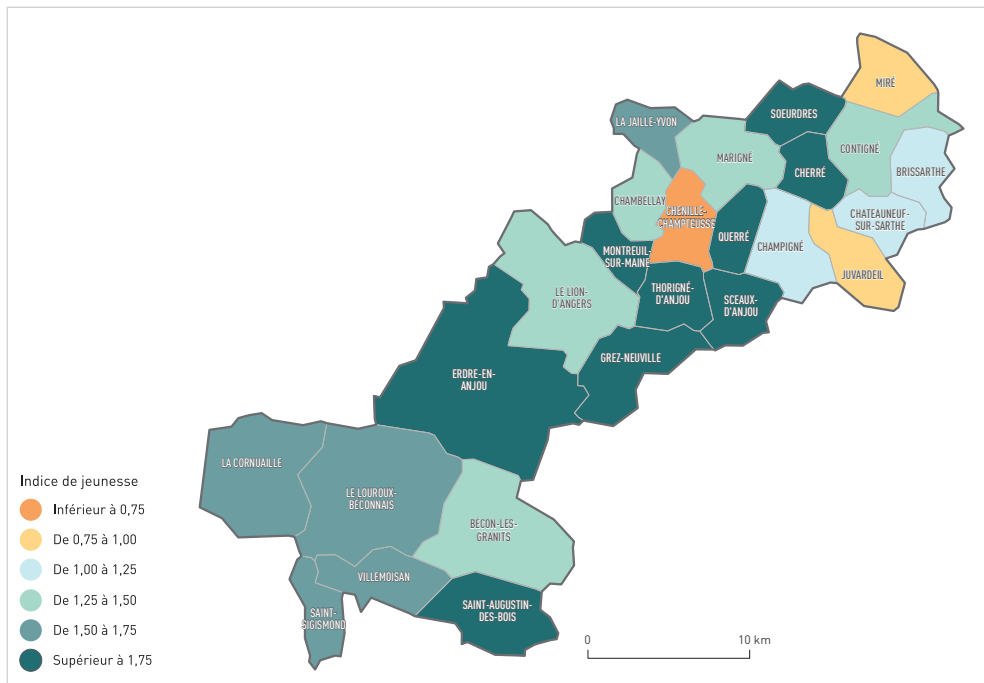 MIRÉ
SOEURDRES
LA JAILLE-YVON
CONTIGNÉ
MARIGNÉ
CHERRÉ
BRISSARTHE
CHAMBELLAY
CHENILLÉ-
CHAMPTEUSSÉ
CHATEAUNEUF-
SUR-SARTHE
QUERRÉ
CHAMPIGNÉ
MONTREUIL-
SUR-MAINE
JUVARDEIL
LE LION-
D'ANGERS
THORIGNÉ-
D'ANJOU
SCEAUX-
D'ANJOU
GREZ-NEUVILLE
ERDRE-EN-
ANJOU
LA CORNUAILLE
LE LOUROUX-
BÉCONNAIS
BÉCON-LES-
GRANITS
VILLEMOISAN
SAINT-
SIGISMOND
SAINT-AUGUSTIN-
DES-BOIS
Indice de jeunesse
Inférieur à 0,75
De 0,75 à 1,00
De 1,00 à 1,25
De 1,25 à 1,50
De 1,50 à 1,75
Supérieur à 1,75
0 10 km